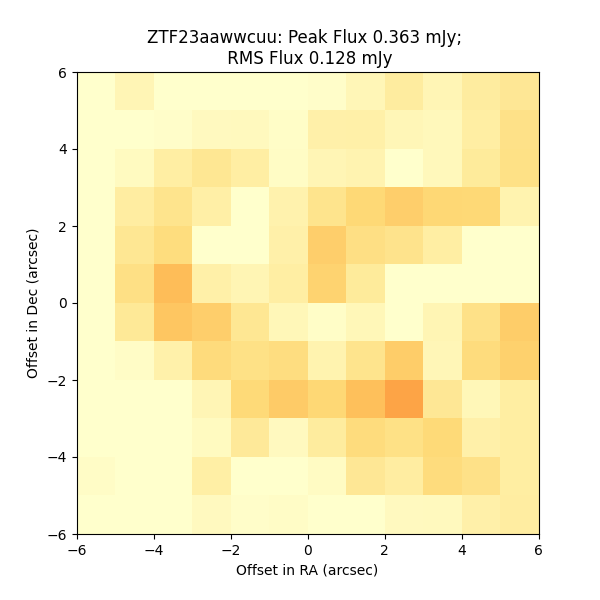 ZTF23aawwcuu: Peak Flux 0.363 mJy;
RMS Flux 0.128 mJy
6
4
2
0
−2
−4
−6
Offset in Dec (arcsec)
−6 −4 −2 0 2 4 6
Offset in RA (arcsec)